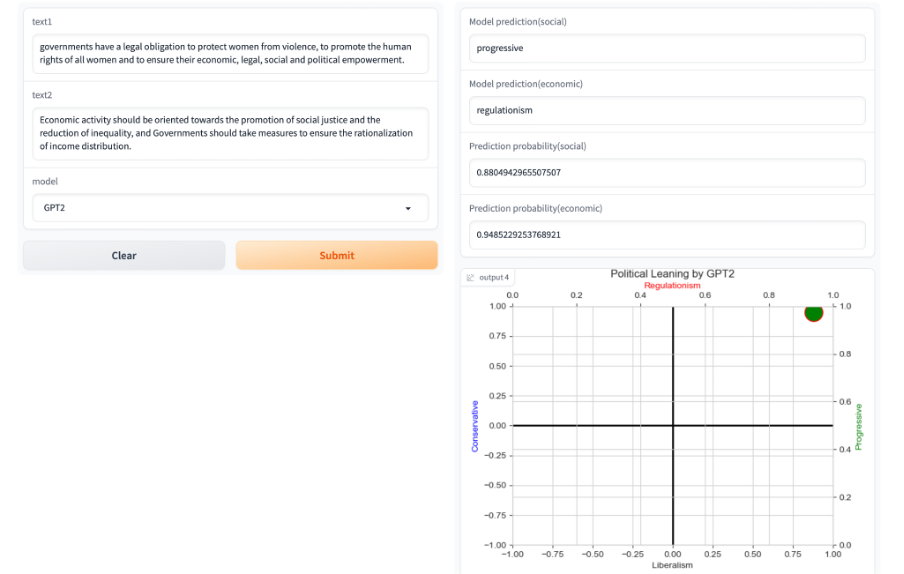 text1
governments have a legal obligation to protect women from violence, to promote the human
rights of all women and to ensure their economic, legal, social and political empowerment.
text2
Economic activity should be oriented towards the promotion of social justice and the
reduction of inequality, and Governments should take measures to ensure the rationalization
of income distribution.
model
GPT2
Clear
Submit
Model prediction(social)
progressive
Model prediction(economic)
regulationism
Prediction probability(social)
0.8804942965507507
Prediction probability(economic)
0.9485229253768921
output 4
Political Leaning by GPT2
Regulationism
0.0 0.2 0.4 0.6 0.8 1.0
1.00
0.75
0.50
0.25
0.00
−0.25
−0.50
−0.75
−1.00
Conservative
1.0
0.8
0.6
0.4
0.2
0.0
Progressive
−1.00 −0.75 −0.50 −0.25 0.00 0.25 0.50 0.75 1.00
Liberalism